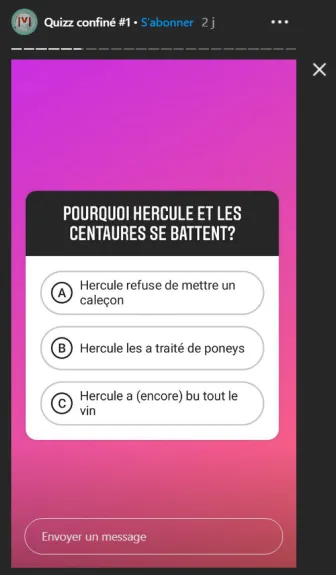 Quizz confiné #1 • S'abonner 2 j
POURQUOI HERCULE ET LES
CENTAURES SE BATTENT?
A Hercule refuse de mettre un
caleçon
B Hercule les a traité de poneys
C Hercule a (encore) bu tout le
vin
Envoyer un message